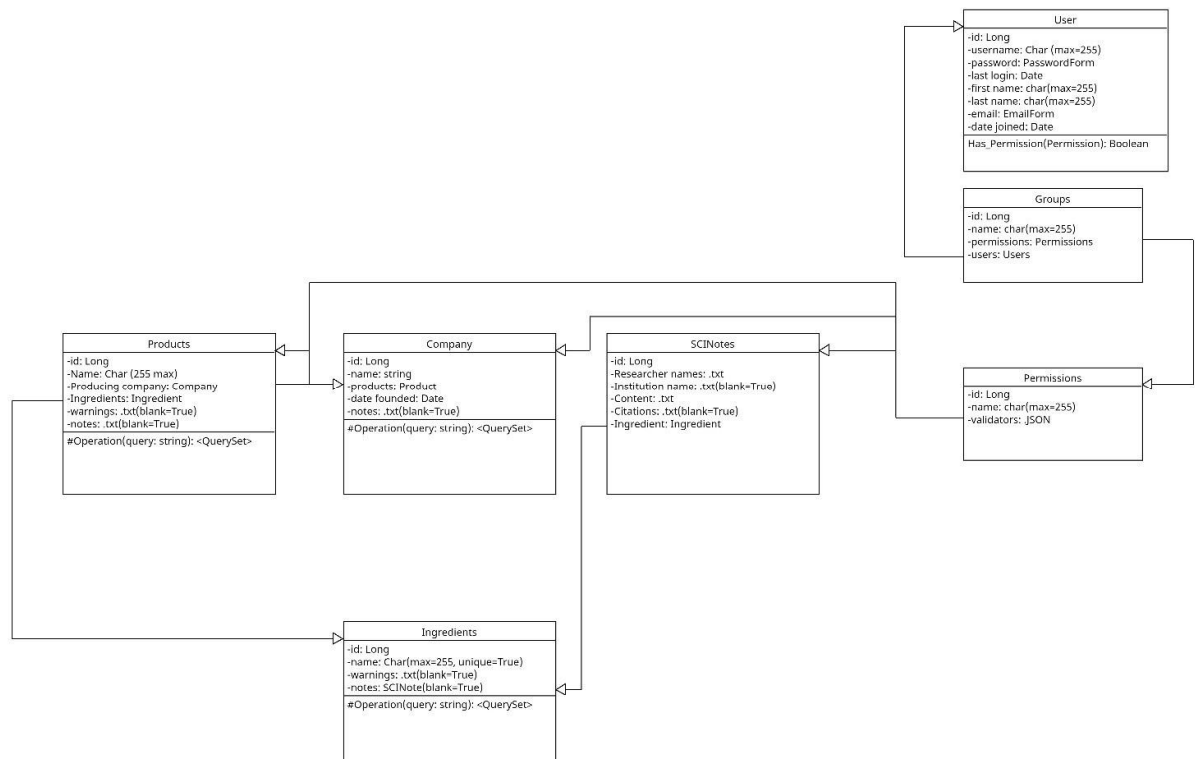 User
-id: Long
-username: Char (max=255)
-password: PasswordForm
-last login: Date
-first name: char(max=255)
-last name: char(max=255)
-email: EmailForm
-date joined: Date
Has_Permission(Permission): Boolean
Groups
-id: Long
-name: char(max=255)
-permissions: Permissions
-users: Users
Products
-id: Long
-Name: Char (255 max)
-Producing company: Company
-Ingredients: Ingredient
-warnings: .txt(blank=True)
-notes: .txt(blank=True)
#Operation(query: string): <QuerySet>
Company
-id: Long
-name: string
-products: Product
-date founded: Date
-notes: .txt(blank=True)
#Operation(query: string): <QuerySet>
SCINotes
-id: Long
-Researcher names: .txt
-Institution name: .txt(blank=True)
-Content: .txt
-Citations: .txt(blank=True)
-Ingredient: Ingredient
Permissions
-id: Long
-name: char(max=255)
-validators: .JSON
Ingredients
-id: Long
-name: Char(max=255, unique=True)
-warnings: .txt(blank=True)
-notes: SCINote(blank=True)
#Operation(query: string): <QuerySet>